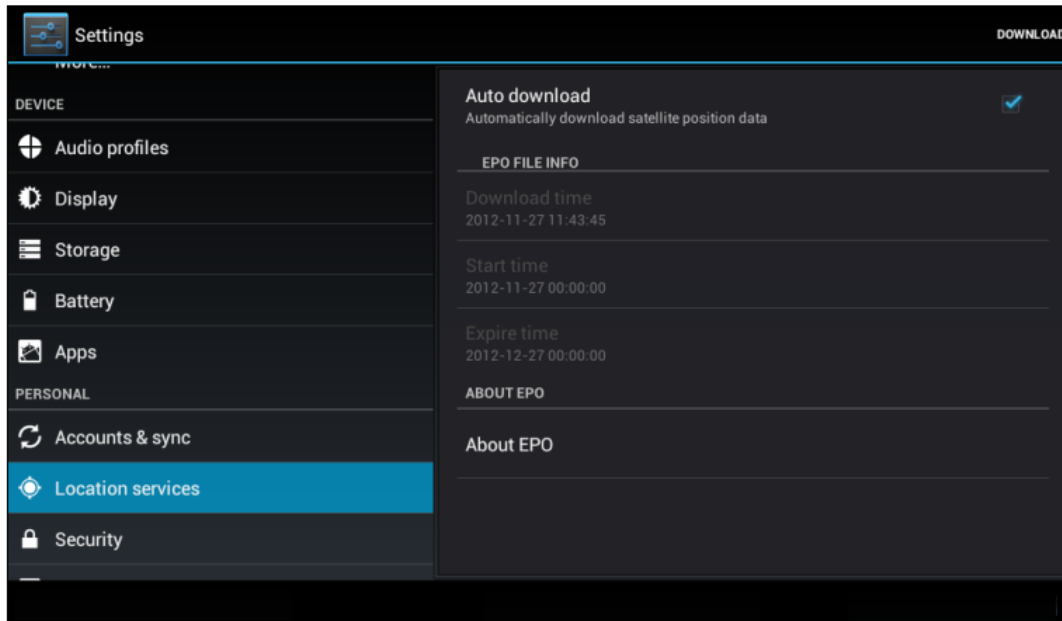 Settings
DOWNLOAD
More...
DEVICE
Audio profiles
Display
Storage
Battery
Apps
PERSONAL
Accounts & sync
Location services
Security
Auto download
Automatically download satellite position data
EPO FILE INFO
Download time
2012-11-27 11:43:45
Start time
2012-11-27 00:00:00
Expire time
2012-12-27 00:00:00
ABOUT EPO
About EPO